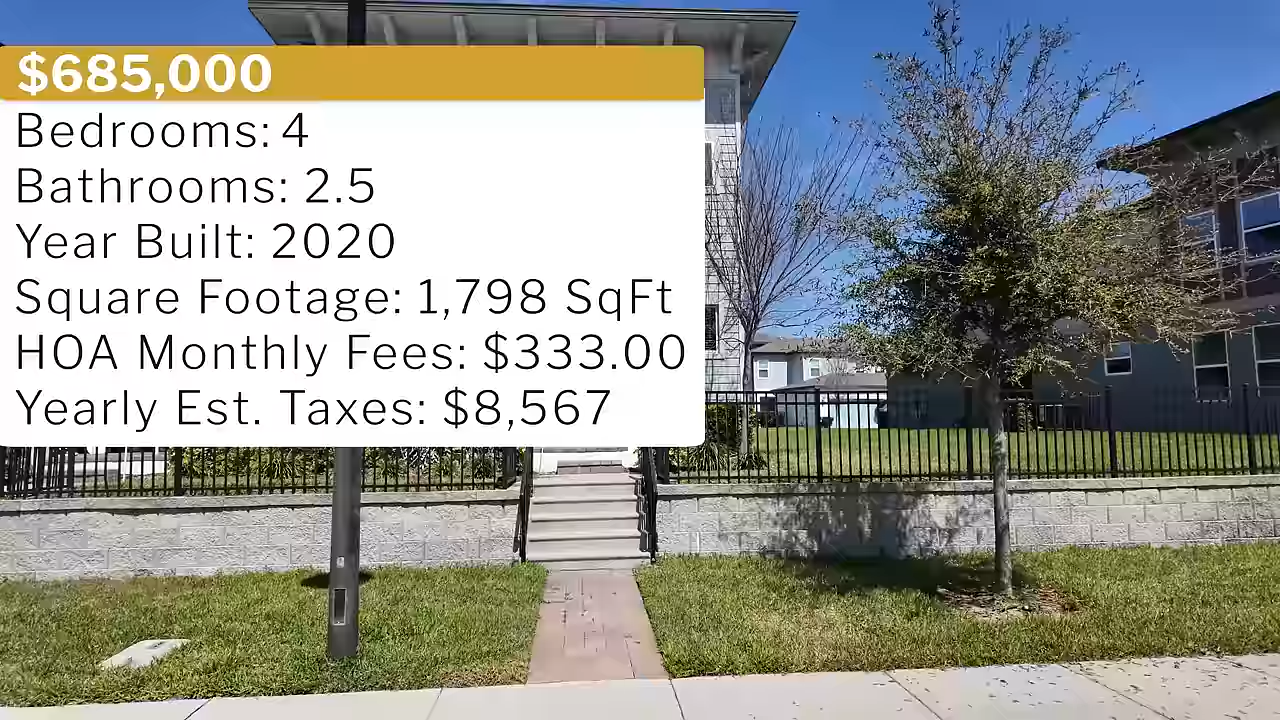 $685,000
Bedrooms: 4
Bathrooms: 2.5
Year Built: 2020
Square Footage: 1,798 SqFt
HOA Monthly Fees: $333.00
Yearly Est. Taxes: $8,567